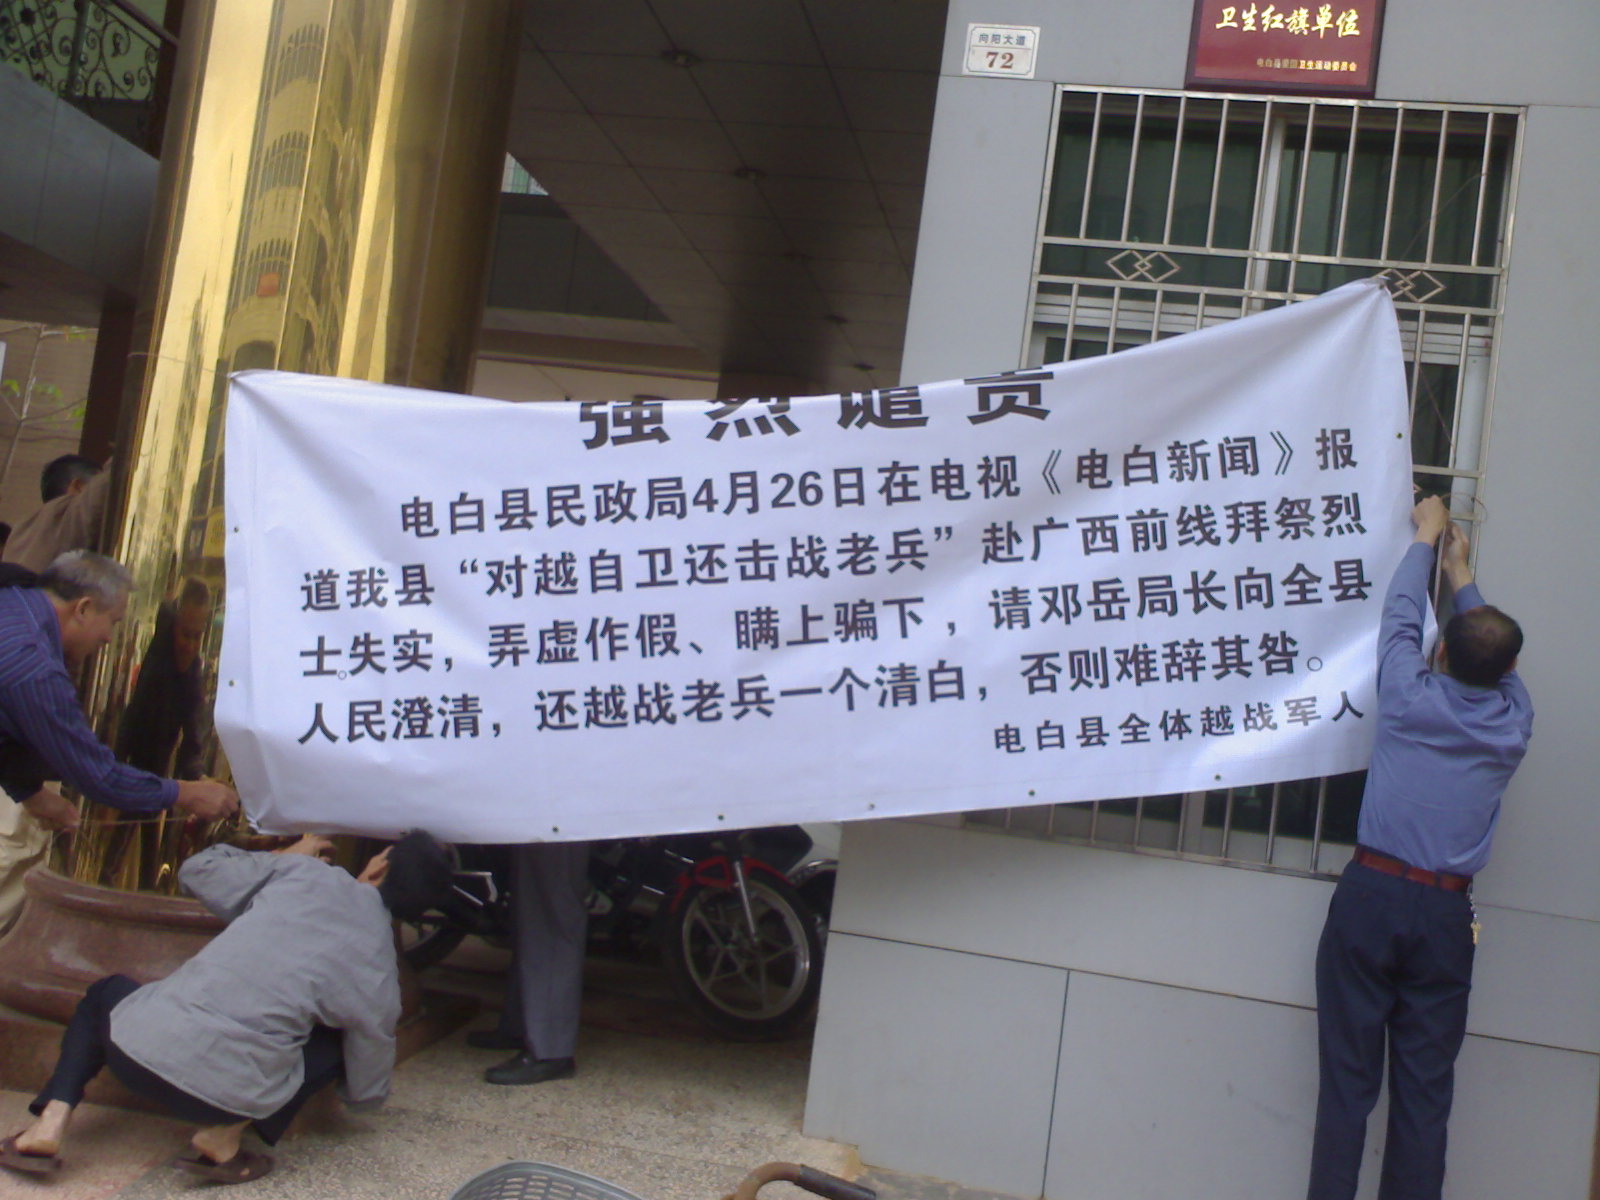 卫生红旗单位
向阳大道
72
强烈谴责
电白县民政局4月26日在电视《电白新闻》报
道我县“对越自卫还击战老兵”赴广西前线拜祭烈
士。失实，弄虚作假、瞒上骗下，请邓岳局长向全县
人民澄清，还越战老兵一个清白，否则难辞其咎。
电白县全体越战军人